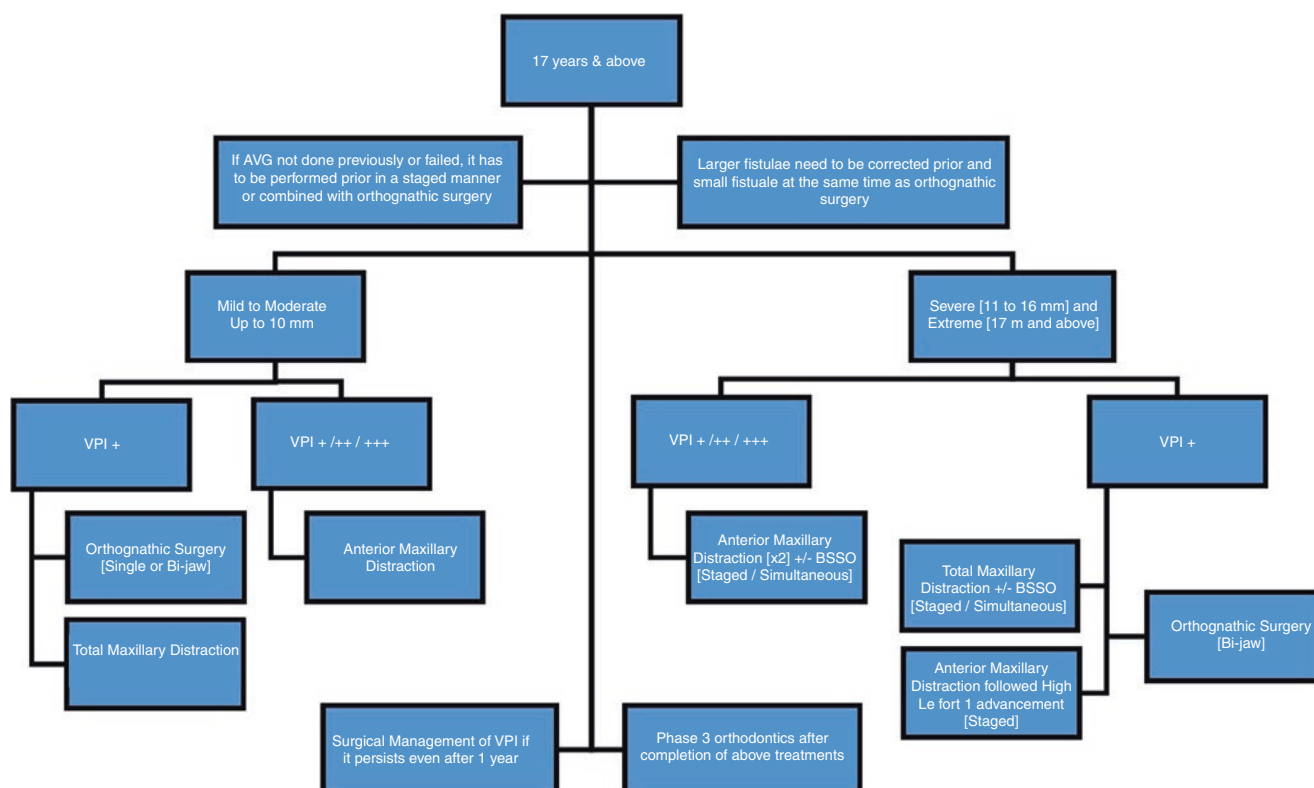 17 years & above
If AVG not done previously or failed, it has
to be performed prior in a staged manner
or combined with orthognathic surgery
Larger fistulae need to be corrected prior and
small fistuale at the same time as orthognathic
surgery
Mild to Moderate
Up to 10 mm
Severe [11 to 16 mm] and
Extreme [17 m and above]
VPI +
VPI + /++ / +++
VPI + /++ / +++
VPI +
Orthognathic Surgery
[Single or Bi-jaw]
Anterior Maxillary
Distraction
Anterior Maxillary
Distraction [x2] +/- BSSO
[Staged / Simultaneous]
Total Maxillary
Distraction +/- BSSO
[Staged / Simultaneous]
Orthognathic Surgery
[Bi-jaw]
Total Maxillary Distraction
Anterior Maxillary
Distraction followed High
Le fort 1 advancement
[Staged]
Surgical Management of VPI if
it persists even after 1 year
Phase 3 orthodontics after
completion of above treatments